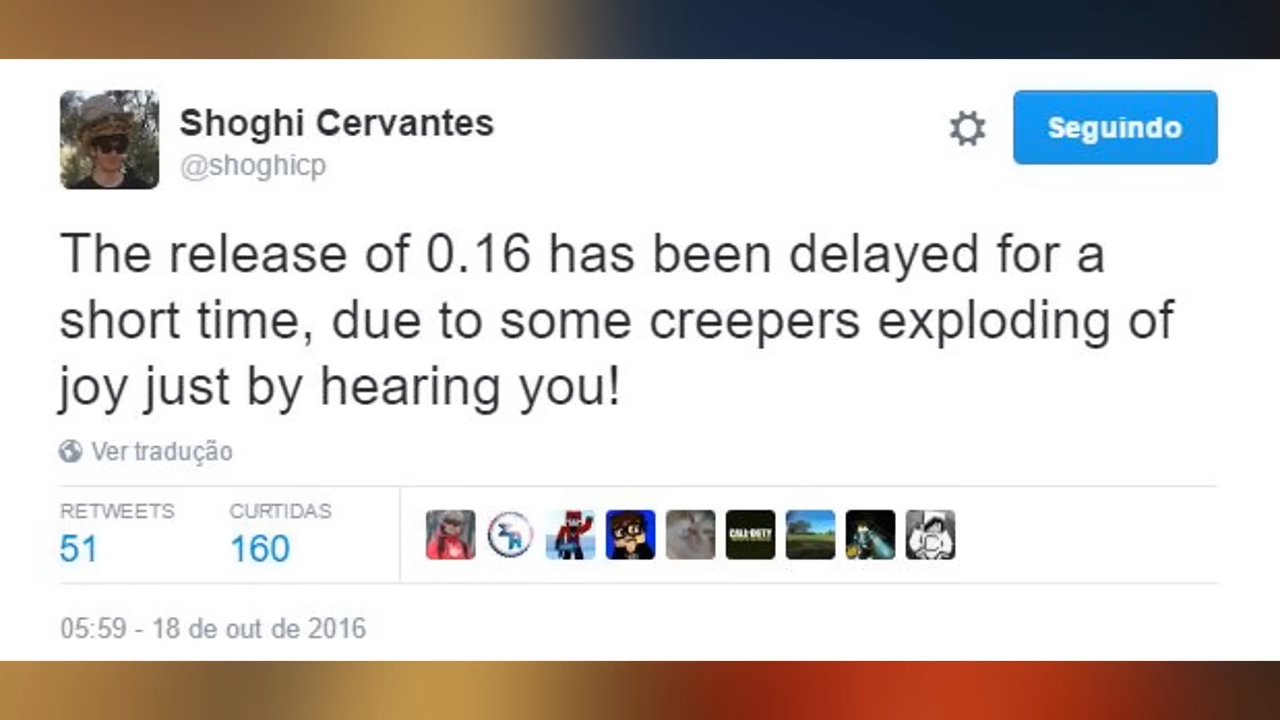 Shoghi Cervantes
@shoghicp
Seguindo
The release of 0.16 has been delayed for a
short time, due to some creepers exploding of
joy just by hearing you!
Ver tradução
RETWEETS CURTIDAS
51 160
CALL DUTY
05:59 - 18 de out de 2016